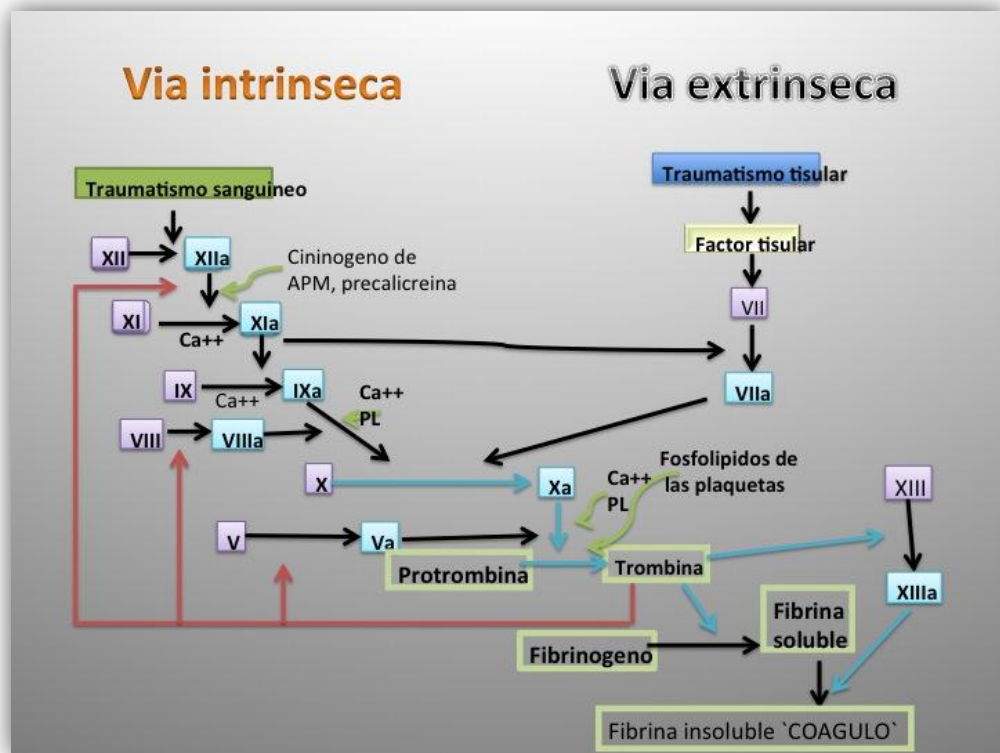 Via intrinseca
Via extrinseca
Traumatismo sanguineo
Traumatismo tisular
Factor tisular
XII
XIIa
Cininogeno de
APM, precalicreina
XI
Ca++
XIa
VII
IX
Ca++
IXa
Ca++
PL
VIIa
VIII
VIIIa
X
Xa
Ca++
PL
Fosfolipidos de
las plaquetas
XIII
V
Va
Protrombina
Trombina
XIIIa
Fibrinogeno
Fibrina
soluble
Fibrina insoluble `COAGULO`